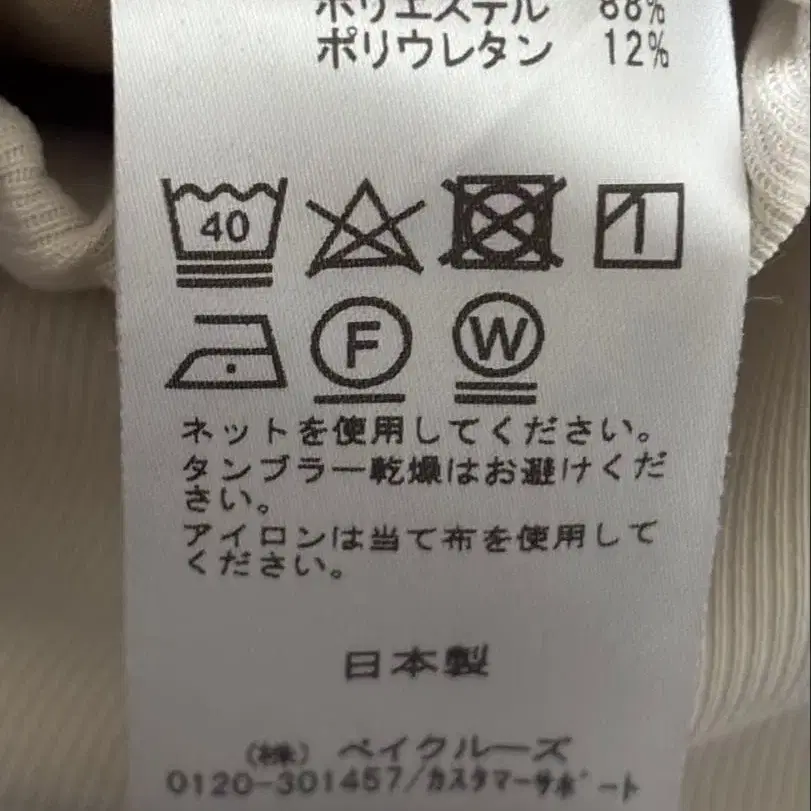 ポリエステル 88%
ポリウレタン 12%
40
F W
ネットを使用してください。
タンブラー乾燥はお避けくだ
さい。
アイロンは当て布を使用して
ください。
日本製
(株) ベイクルーズ
0120-301457/カスタマーサポート